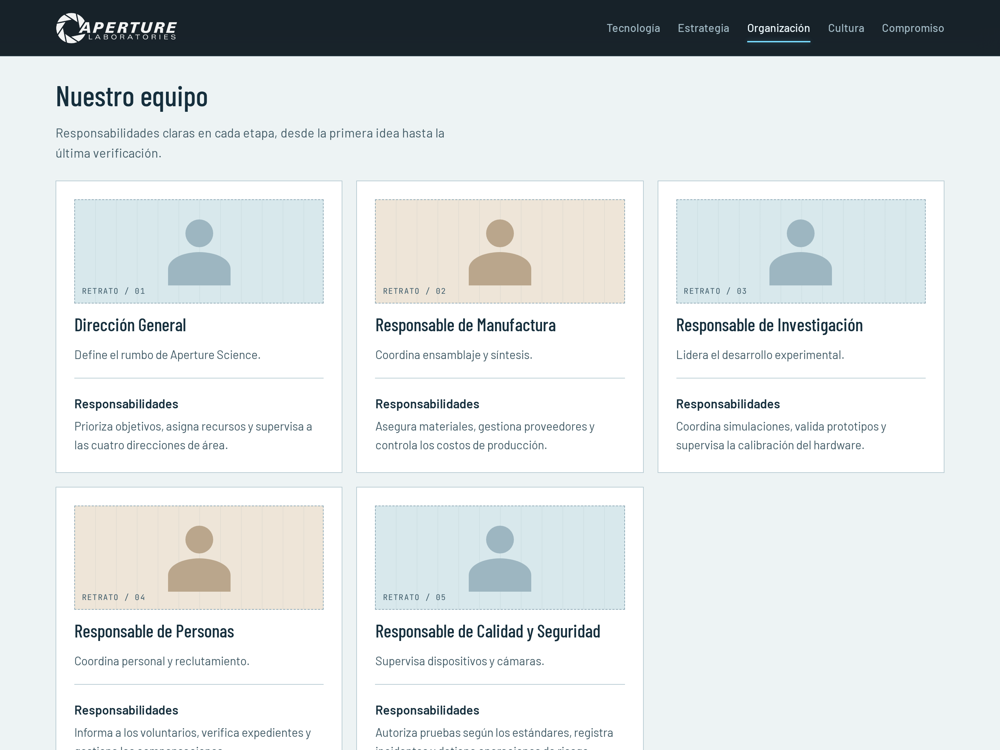 APERTURE
LABORATORIES
Tecnología Estrategia Organización Cultura Compromiso
Nuestro equipo
Responsabilidades claras en cada etapa, desde la primera idea hasta la
última verificación.
RETRATO / 01
Dirección General
Define el rumbo de Aperture Science.
Responsabilidades
Prioriza objetivos, asigna recursos y supervisa a
las cuatro direcciones de área.
RETRATO / 02
Responsable de Manufactura
Coordina ensamblaje y síntesis.
Responsabilidades
Asegura materiales, gestiona proveedores y
controla los costos de producción.
RETRATO / 03
Responsable de Investigación
Lidera el desarrollo experimental.
Responsabilidades
Coordina simulaciones, valida prototipos y
supervisa la calibración del hardware.
RETRATO / 04
Responsable de Personas
Coordina personal y reclutamiento.
Responsabilidades
Informa a los voluntarios, verifica expedientes y
RETRATO / 05
Responsable de Calidad y Seguridad
Supervisa dispositivos y cámaras.
Responsabilidades
Autoriza pruebas según los estándares, registra